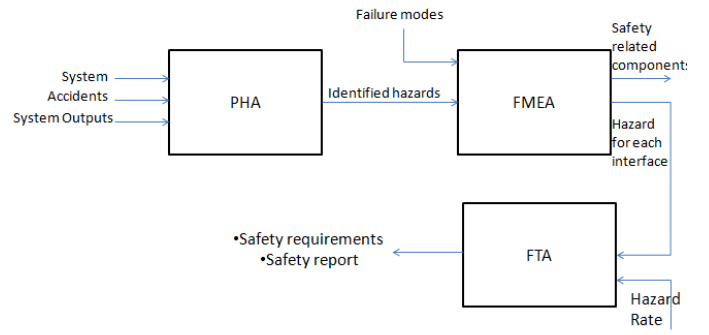 Failure modes
Safety
related
components
System
Accidents
System Outputs
PHA
Identified hazards
FMEA
Hazard
for each
interface
•Safety requirements
•Safety report
FTA
Hazard
Rate